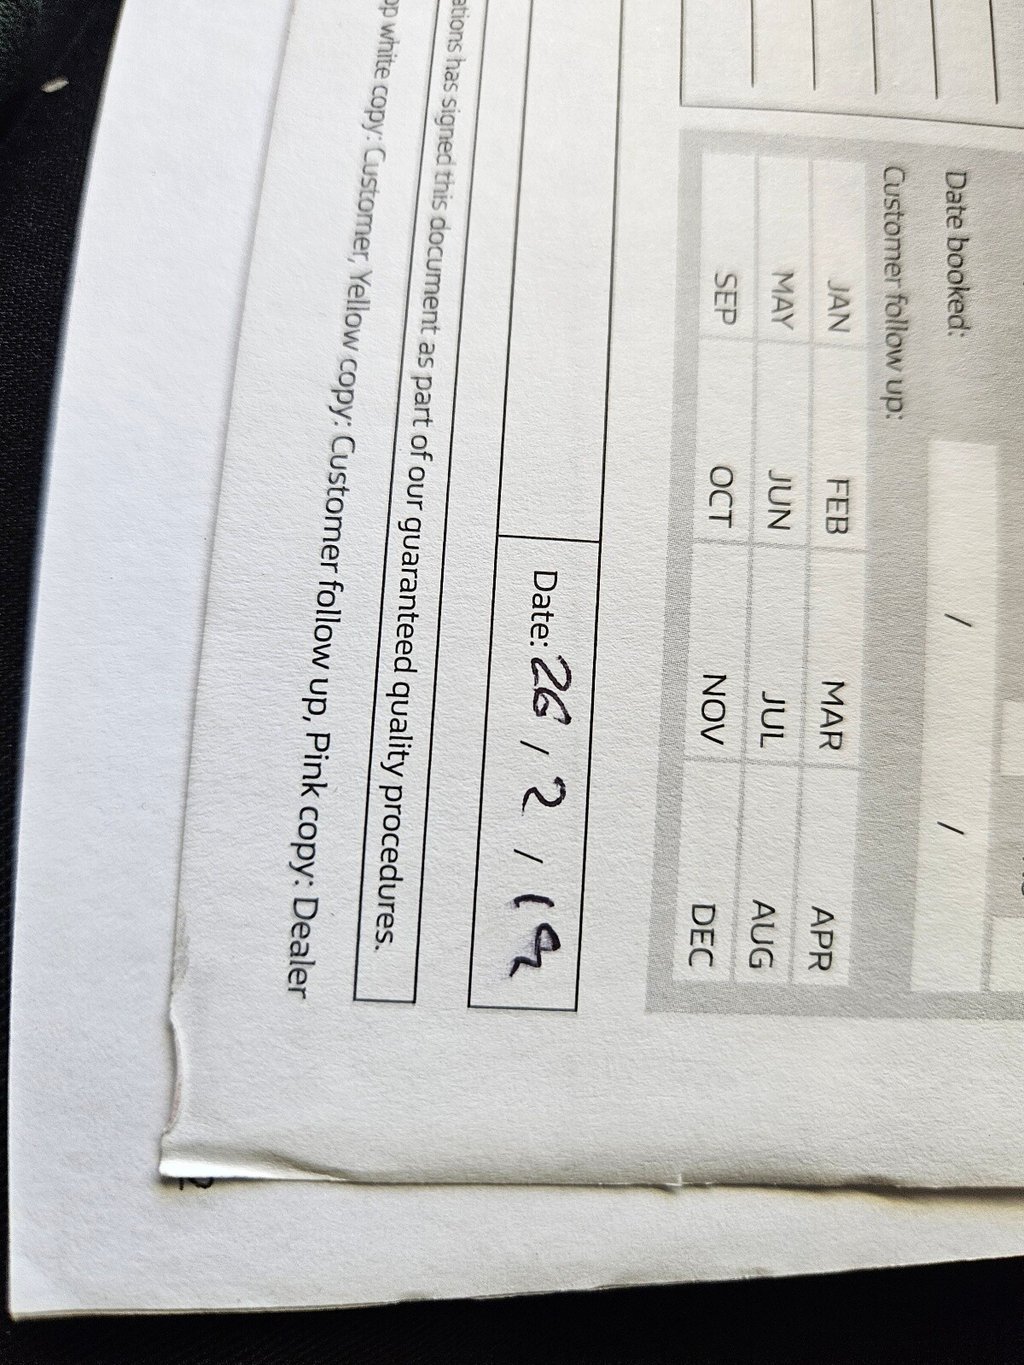 Date booked: / /
Customer follow up:
JAN FEB MAR APR
MAY JUN JUL AUG
SEP OCT NOV DEC
Date: 26 / 2 / 19
ations has signed this document as part of our guaranteed quality procedures.
op white copy: Customer, Yellow copy: Customer follow up, Pink copy: Dealer